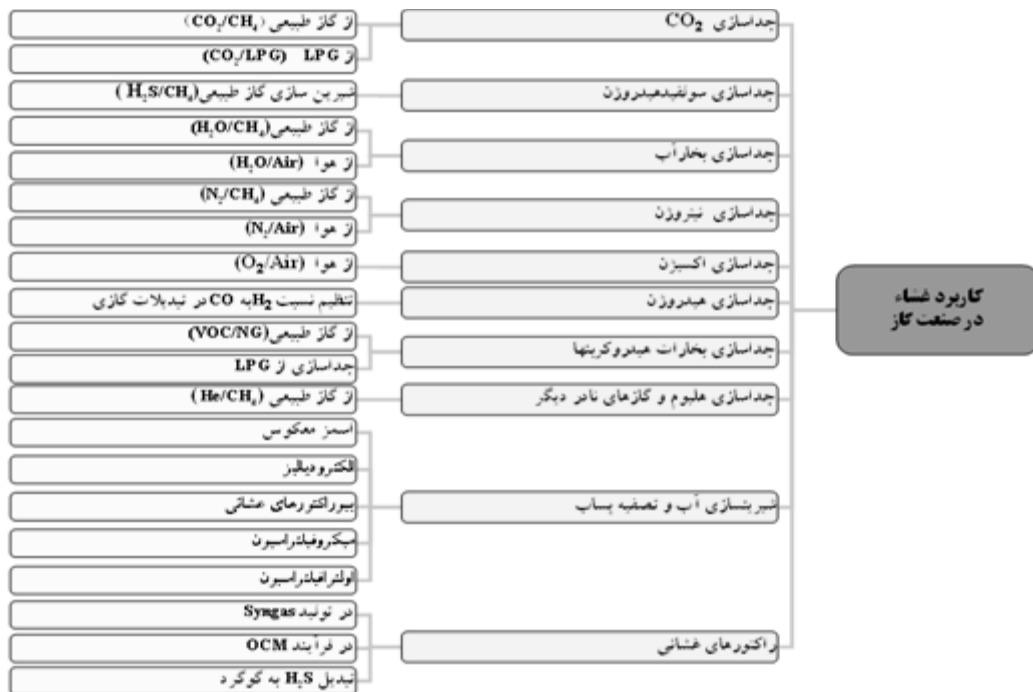 کاربرد غشاء
در صنعت گاز
جداسازی CO₂
از گاز طبیعی (CO₂/CH₄)
از LPG (CO₂/LPG)
جداسازی سولفیدهیدروژن
شیرین سازی گاز طبیعی (H₂S/CH₄)
جداسازی بخارآب
از گاز طبیعی (H₂O/CH₄)
از هوا (H₂O/Air)
جداسازی نیتروژن
از گاز طبیعی (N₂/CH₄)
از هوا (N₂/Air)
جداسازی اکسیژن
از هوا (O₂/Air)
جداسازی هیدروژن
تنظیم نسبت H₂ به CO در تبدیلات گازی
جداسازی بخارات هیدروکربنها
از گاز طبیعی (VOC/NG)
جداسازی از LPG
جداسازی هلیوم و گازهای نادر دیگر
از گاز طبیعی (He/CH₄)
شیرینسازی آب و تصفیه پساب
اسمز معکوس
الکترودیالیز
بیوراکتورهای غشائی
میکروفیلتراسیون
اولترافیلتراسیون
راکتورهای غشائی
در تولید Syngas
در فرآیند OCM
تبدیل H₂S به گوگرد